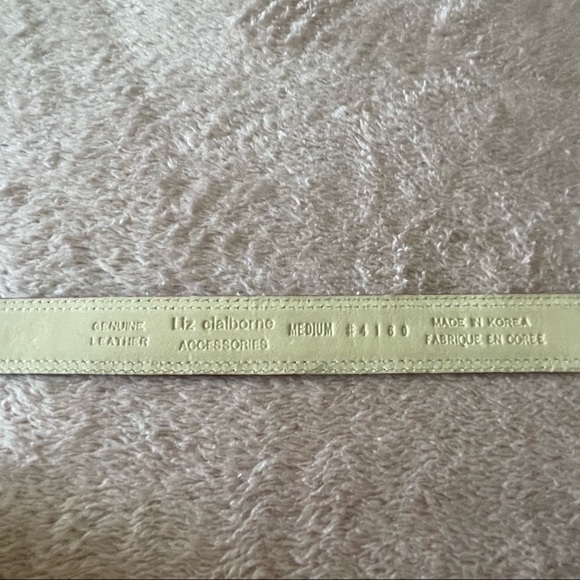 GENUINE
LEATHER
Liz claiborne
ACCESSORIES
MEDIUM #4160
MADE IN KOREA
FABRIQUE EN COREE